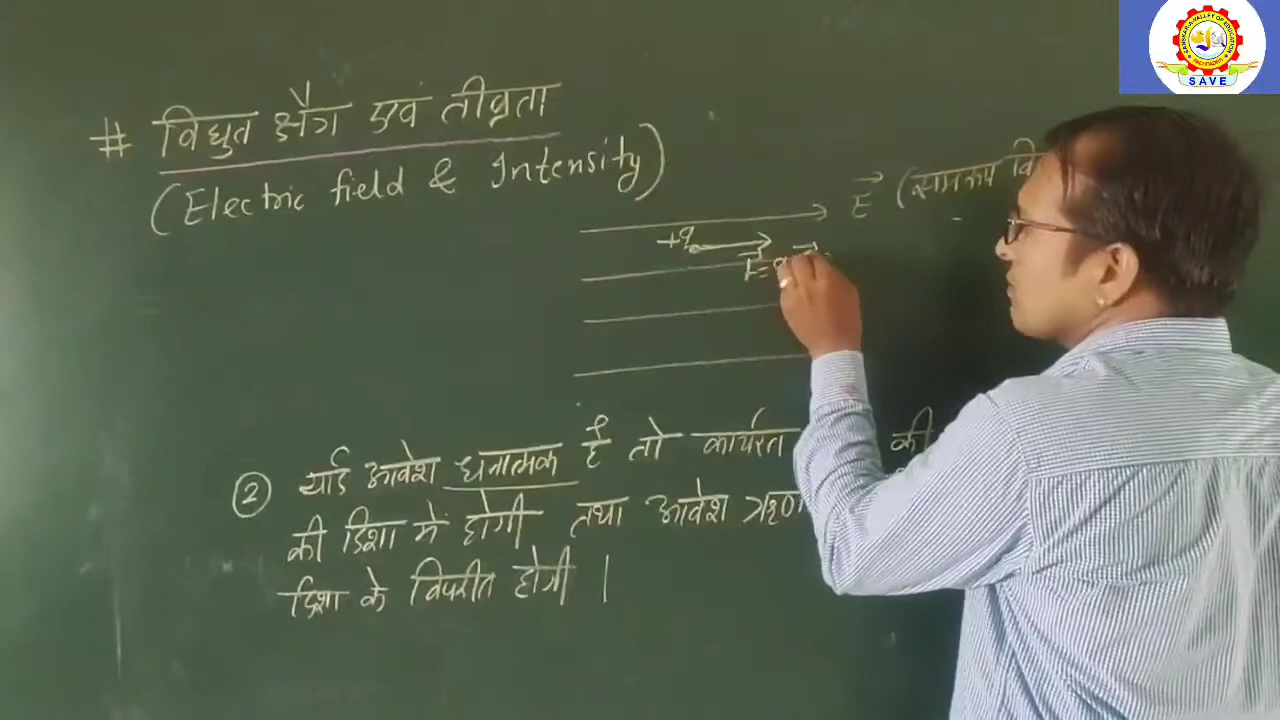 # विद्युत क्षैत्र एवं तीव्रता
(Electric field & Intensity)
E (समरूप वि
+q
F = q
② यदि आवेश धनात्मक है तो कार्यरत की
की दिशा में होगी तथा आवेश ऋण
दिशा के विपरीत होगी |
SAVE